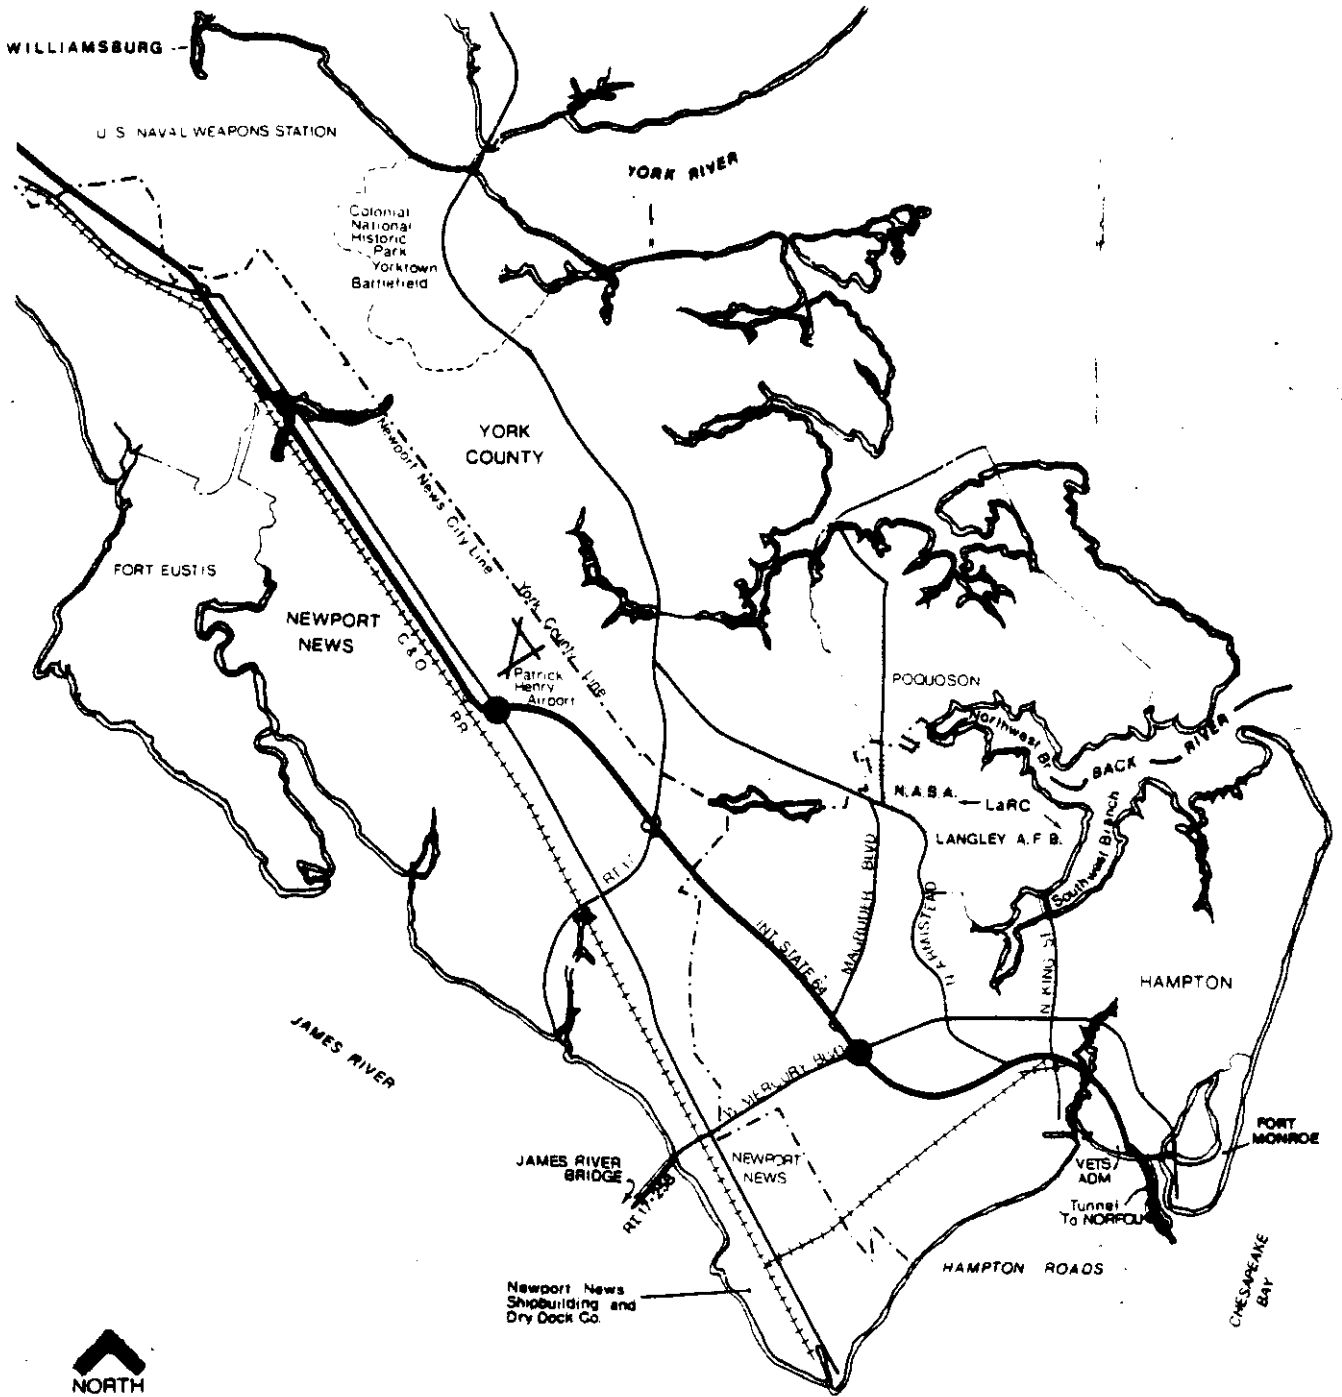 WILLIAMSBURG
U.S. NAVAL WEAPONS STATION
YORK RIVER
Colonial
National
Historic
Park
Yorktown
Battlefield
YORK
COUNTY
Newport News City Line
York County Line
FORT EUSTIS
NEWPORT
NEWS
C & O
RR
Patrick
Henry
Airport
POQUOSON
Northwest Br
BACK RIVER
N.A.S.A.
LaRC
LANGLEY A.F.B.
Southwest Branch
RT. 17
INT. STATE 64
MAGRUDER BLVD
N ARMISTEAD
N KING ST
HAMPTON
JAMES RIVER
W MERCURY BLVD
JAMES RIVER
BRIDGE
RT 17-258
NEWPORT
NEWS
VETS
ADM
FORT
MONROE
Tunnel
To NORFOLK
HAMPTON ROADS
CHESAPEAKE
BAY
Newport News
Shipbuilding and
Dry Dock Co.
NORTH